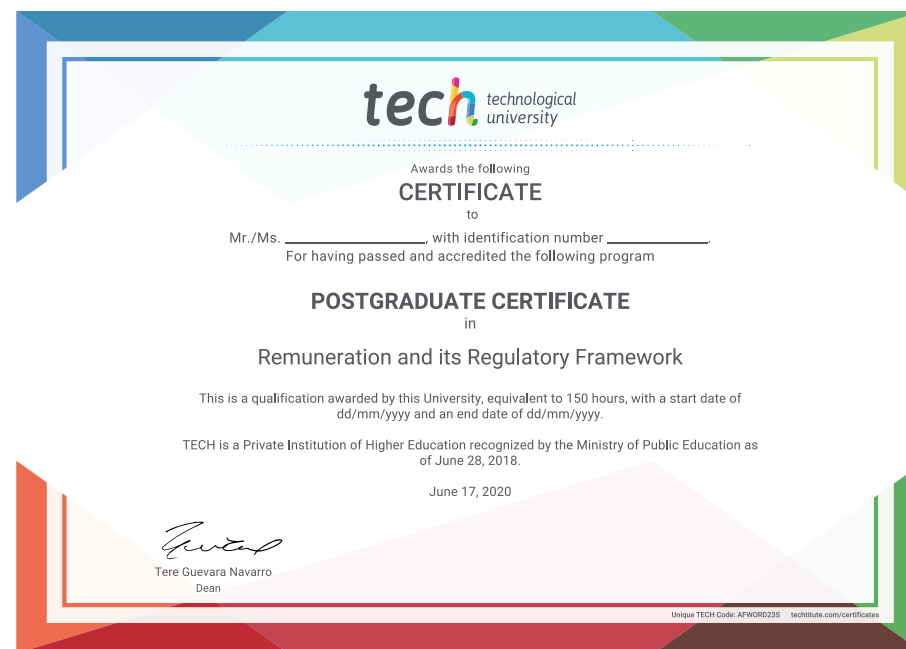 tech technological
university
Awards the following
CERTIFICATE
to
Mr./Ms. ____________________, with identification number ______________.
For having passed and accredited the following program
POSTGRADUATE CERTIFICATE
in
Remuneration and its Regulatory Framework
This is a qualification awarded by this University, equivalent to 150 hours, with a start date of
dd/mm/yyyy and an end date of dd/mm/yyyy.
TECH is a Private Institution of Higher Education recognized by the Ministry of Public Education as
of June 28, 2018.
June 17, 2020
Tere Guevara Navarro
Dean
Unique TECH Code: AFWORD23S techtitute.com/certificates